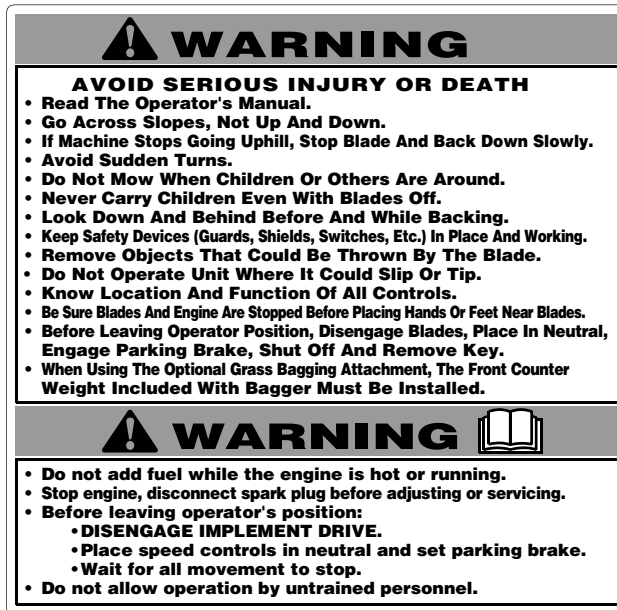 WARNING
AVOID SERIOUS INJURY OR DEATH
• Read The Operator's Manual.
• Go Across Slopes, Not Up And Down.
• If Machine Stops Going Uphill, Stop Blade And Back Down Slowly.
• Avoid Sudden Turns.
• Do Not Mow When Children Or Others Are Around.
• Never Carry Children Even With Blades Off.
• Look Down And Behind Before And While Backing.
• Keep Safety Devices (Guards, Shields, Switches, Etc.) In Place And Working.
• Remove Objects That Could Be Thrown By The Blade.
• Do Not Operate Unit Where It Could Slip Or Tip.
• Know Location And Function Of All Controls.
• Be Sure Blades And Engine Are Stopped Before Placing Hands Or Feet Near Blades.
• Before Leaving Operator Position, Disengage Blades, Place In Neutral,
Engage Parking Brake, Shut Off And Remove Key.
• When Using The Optional Grass Bagging Attachment, The Front Counter
Weight Included With Bagger Must Be Installed.
WARNING
• Do not add fuel while the engine is hot or running.
• Stop engine, disconnect spark plug before adjusting or servicing.
• Before leaving operator's position:
•DISENGAGE IMPLEMENT DRIVE.
•Place speed controls in neutral and set parking brake.
•Wait for all movement to stop.
• Do not allow operation by untrained personnel.